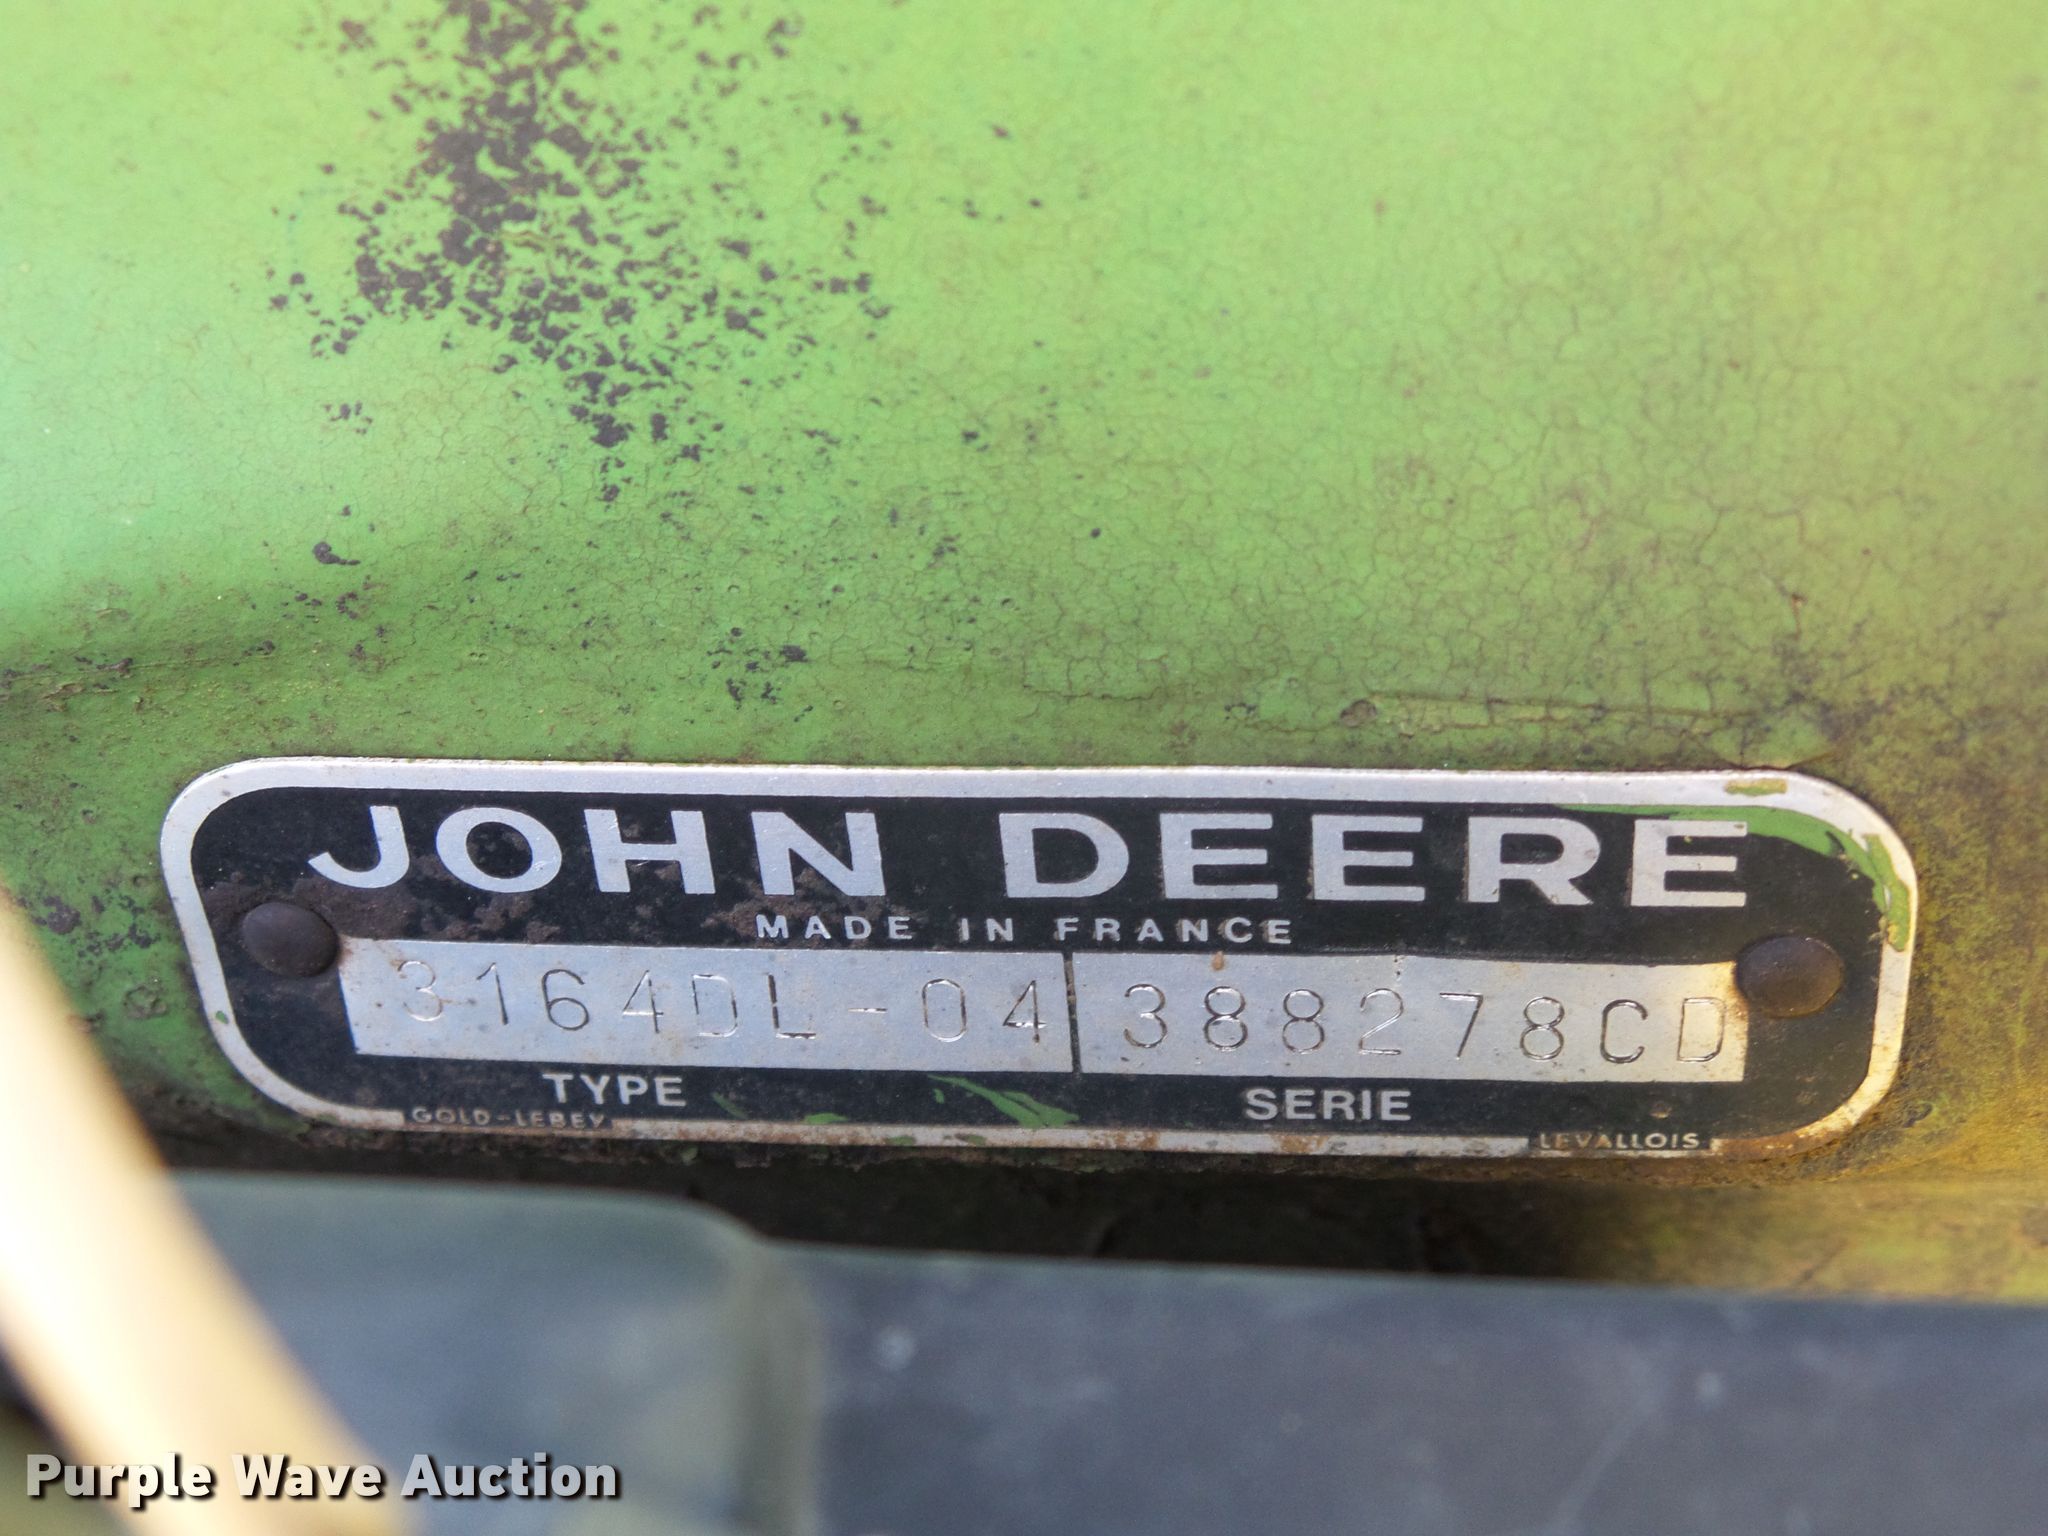 JOHN DEERE
MADE IN FRANCE
3164DL-04 388278CD
TYPE SERIE
GOLD-LEBEY LEVALLOIS
Purple Wave Auction